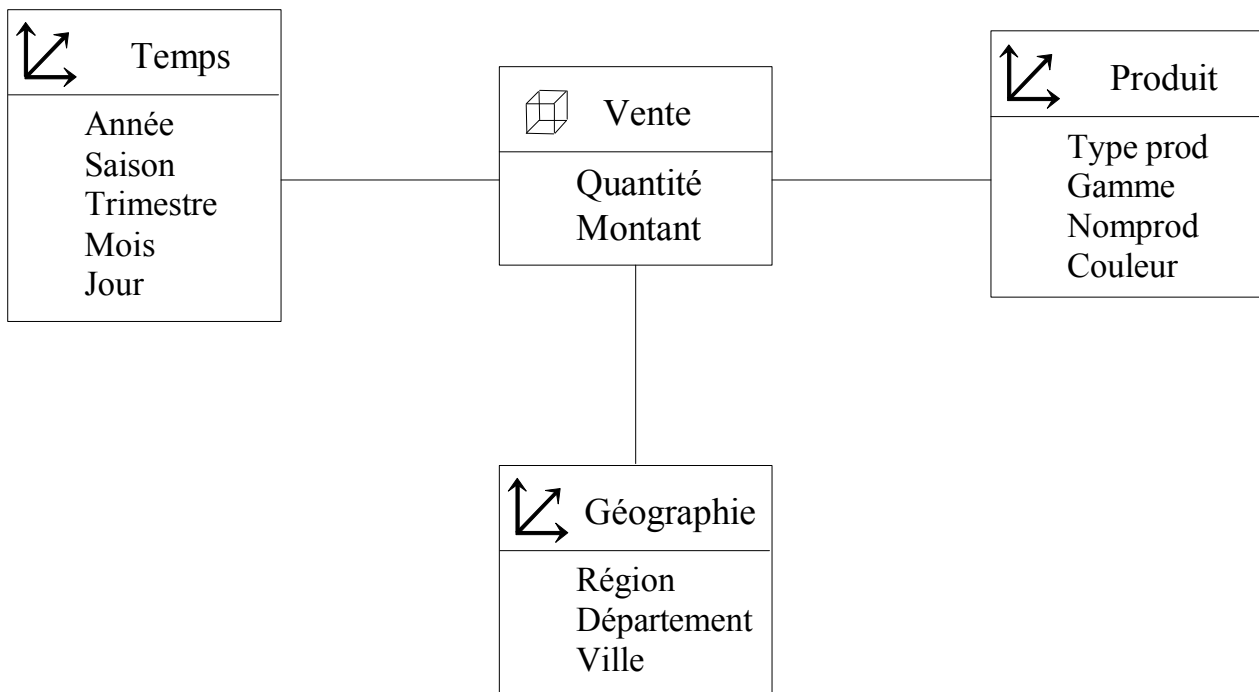 Temps
Année
Saison
Trimestre
Mois
Jour
Vente
Quantité
Montant
Produit
Type prod
Gamme
Nomprod
Couleur
Géographie
Région
Département
Ville